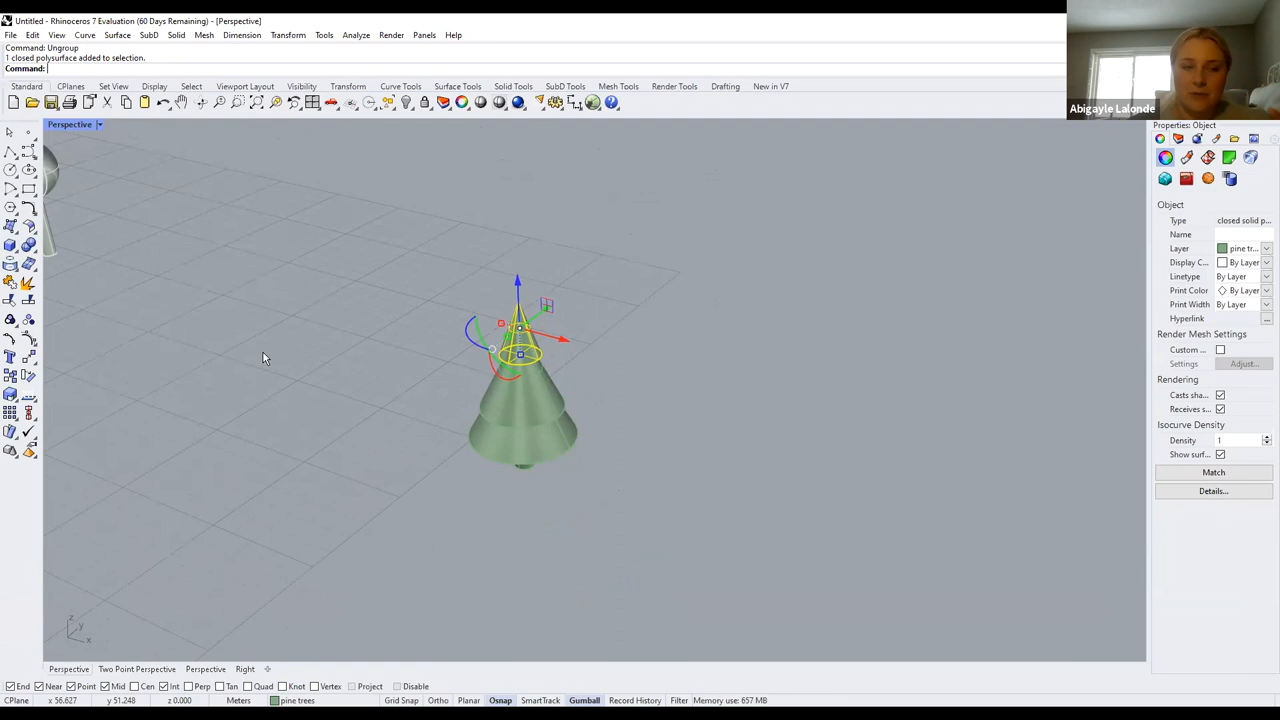 Untitled - Rhinoceros 7 Evaluation (60 Days Remaining) - [Perspective]
File Edit View Curve Surface SubD Solid Mesh Dimension Transform Tools Analyze Render Panels Help
Command: Ungroup
1 closed polysurface added to selection.
Command:
Standard CPlanes Set View Display Select Viewport Layout Visibility Transform Curve Tools Surface Tools Solid Tools SubD Tools Mesh Tools Render Tools Drafting New in V7
Abigayle Lalonde
Perspective
Properties: Object
Object
Type closed solid p...
Name
Layer pine tr...
Display C... By Layer
Linetype By Layer
Print Color By Layer
Print Width By Layer
Hyperlink ...
Render Mesh Settings
Custom ...
Settings Adjust...
Rendering
Casts sha...
Receives s...
Isocurve Density
Density 1
Show surf...
Match
Details...
z
y
x
Perspective Two Point Perspective Perspective Right
End Near Point Mid Cen Int Perp Tan Quad Knot Vertex Project Disable
CPlane x 56.627 y 51.248 z 0.000 Meters pine trees Grid Snap Ortho Planar Osnap SmartTrack Gumball Record History Filter Memory use: 657 MB